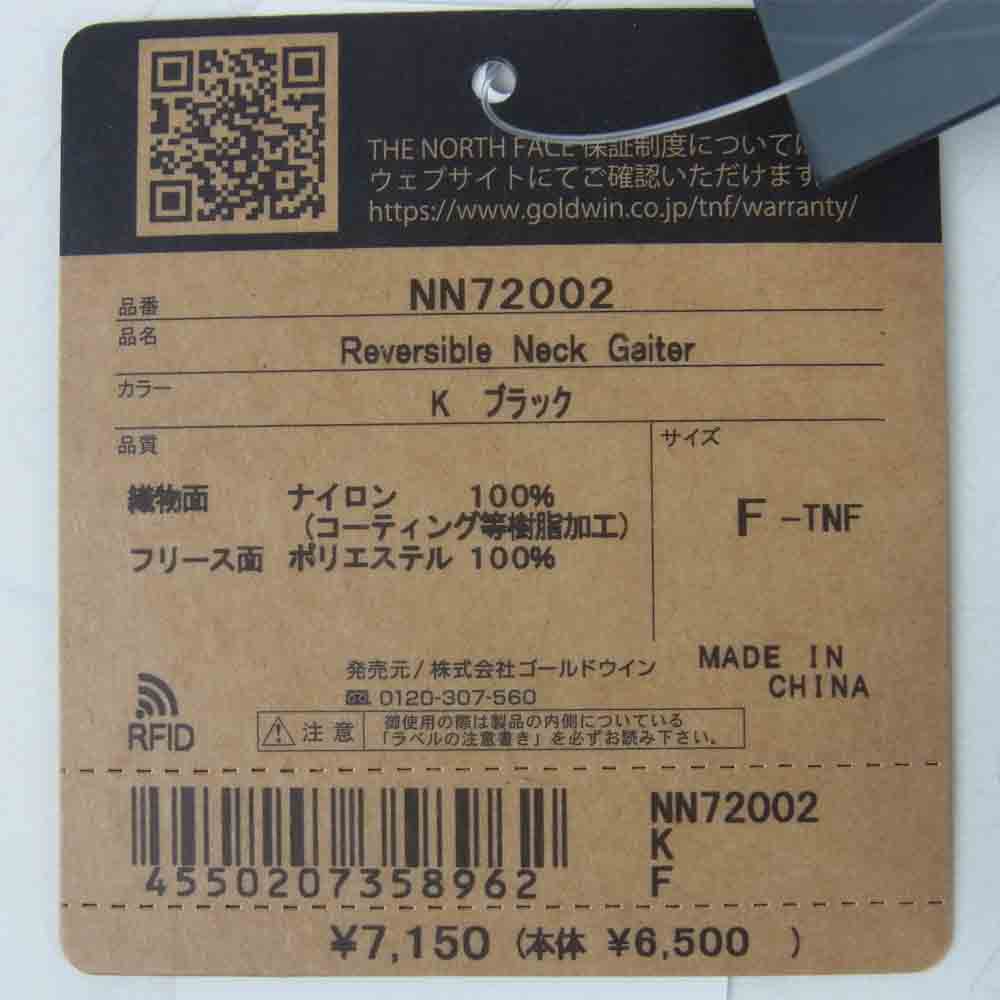 THE NORTH FACE 保証制度については
ウェブサイトにてご確認いただけます
https://www.goldwin.co.jp/tnf/warranty/
品番 NN72002
品名 Reversible Neck Gaiter
カラー K ブラック
品質
サイズ
織物面 ナイロン 100%
(コーティング等樹脂加工)
フリース面 ポリエステル 100%
F -TNF
発売元/株式会社ゴールドウイン
0120-307-560
MADE IN
CHINA
RFID
注意
御使用の際は製品の内側についている
「ラベルの注意書き」を必ずお読み下さい。
4550207358962
NN72002
K
F
¥7,150 (本体 ¥6,500 )